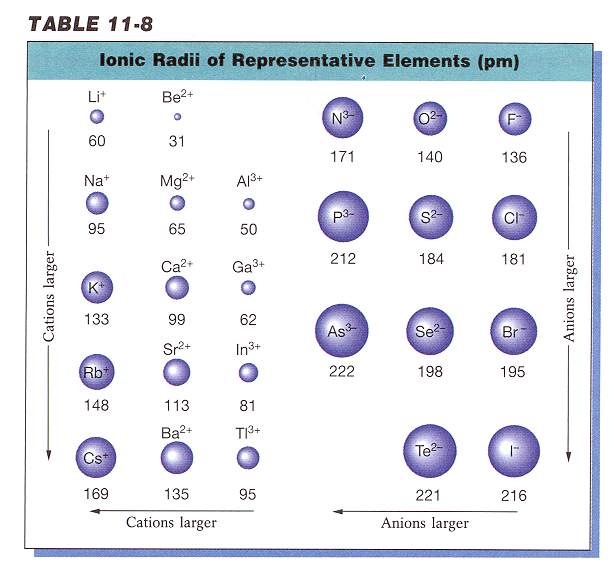 TABLE 11-8
Ionic Radii of Representative Elements (pm)
Li⁺ Be²⁺ N³⁻ O²⁻ F⁻
60 31 171 140 136
Na⁺ Mg²⁺ Al³⁺ P³⁻ S²⁻ Cl⁻
95 65 50 212 184 181
K⁺ Ca²⁺ Ga³⁺ As³⁻ Se²⁻ Br⁻
133 99 62 222 198 195
Rb⁺ Sr²⁺ In³⁺
148 113 81
Cs⁺ Ba²⁺ Tl³⁺ Te²⁻ I⁻
169 135 95 221 216
Cations larger
Anions larger
Cations larger
Anions larger